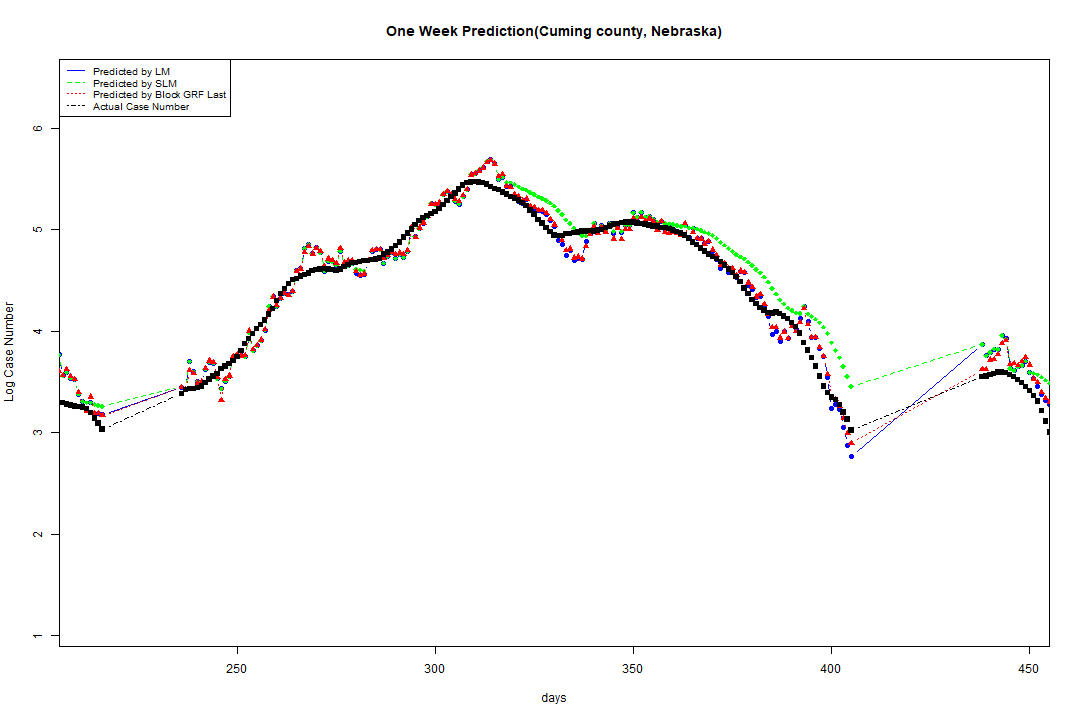 One Week Prediction(Cuming county, Nebraska)
Predicted by LM
Predicted by SLM
Predicted by Block GRF Last
Actual Case Number
6
5
4
3
2
1
Log Case Number
250 300 350 400 450
days